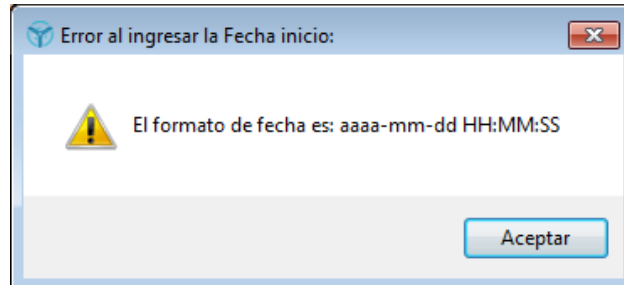 Error al ingresar la Fecha inicio:
El formato de fecha es: aaaa-mm-dd HH:MM:SS
Aceptar